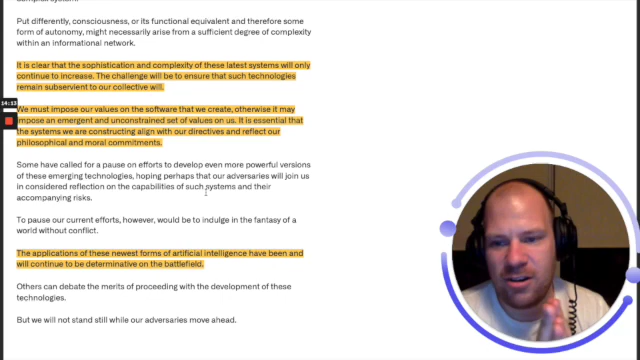 complex system.
Put differently, consciousness, or its functional equivalent and therefore some
form of autonomy, might necessarily arise from a sufficient degree of complexity
within an informational network.
It is clear that the sophistication and complexity of these latest systems will only
continue to increase. The challenge will be to ensure that such technologies
remain subservient to our collective will.
14:13
We must impose our values on the software that we create, otherwise it may
impose an emergent and unconstrained set of values on us. It is essential that
the systems we are constructing align with our directives and reflect our
philosophical and moral commitments.
Some have called for a pause on efforts to develop even more powerful versions
of these emerging technologies, hoping perhaps that our adversaries will join us
in considered reflection on the capabilities of such systems and their
accompanying risks.
To pause our current efforts, however, would be to indulge in the fantasy of a
world without conflict.
The applications of these newest forms of artificial intelligence have been and
will continue to be determinative on the battlefield.
Others can debate the merits of proceeding with the development of these
technologies.
But we will not stand still while our adversaries move ahead.